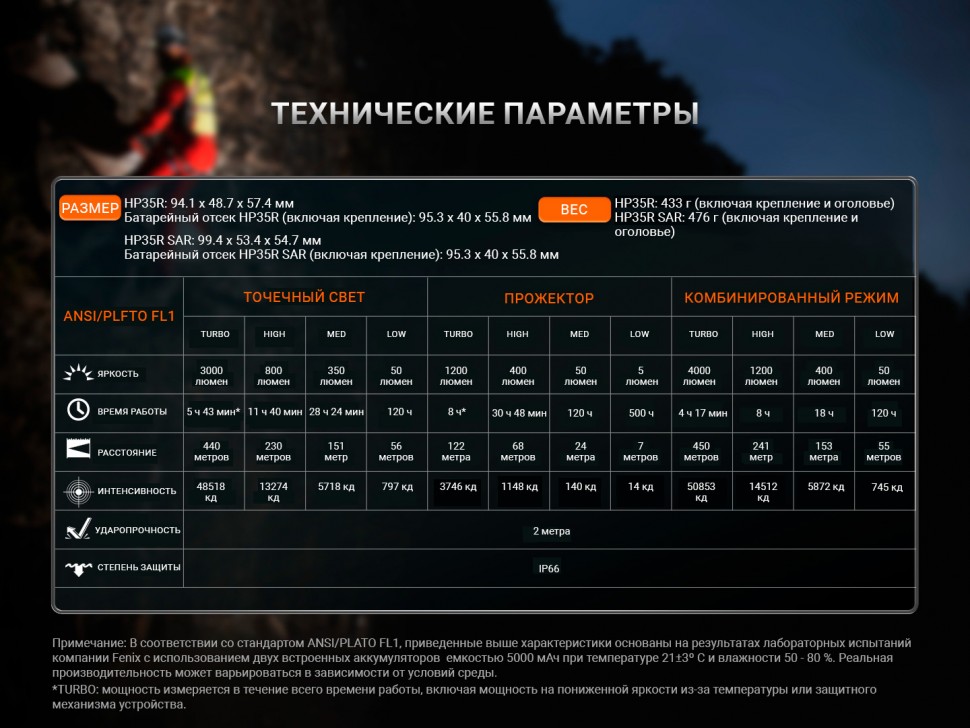 ТЕХНИЧЕСКИЕ ПАРАМЕТРЫ
РАЗМЕР
HP35R: 94.1 x 48.7 x 57.4 мм
Батарейный отсек HP35R (включая крепление): 95.3 x 40 x 55.8 мм
HP35R SAR: 99.4 x 53.4 x 54.7 мм
Батарейный отсек HP35R SAR (включая крепление): 95.3 x 40 x 55.8 мм
ВЕС
HP35R: 433 г (включая крепление и оголовье)
HP35R SAR: 476 г (включая крепление и
оголовье)
ANSI/PLFTO FL1 ТОЧЕЧНЫЙ СВЕТ ПРОЖЕКТОР КОМБИНИРОВАННЫЙ РЕЖИМ
TURBO HIGH MED LOW TURBO HIGH MED LOW TURBO HIGH MED LOW
ЯРКОСТЬ 3000 люмен 800 люмен 350 люмен 50 люмен 1200 люмен 400 люмен 50 люмен 5 люмен 4000 люмен 1200 люмен 400 люмен 50 люмен
ВРЕМЯ РАБОТЫ 5 ч 43 мин* 11 ч 40 мин 28 ч 24 мин 120 ч 8 ч* 30 ч 48 мин 120 ч 500 ч 4 ч 17 мин 8 ч 18 ч 120 ч
РАССТОЯНИЕ 440 метров 230 метров 151 метр 56 метров 122 метра 68 метров 24 метра 7 метров 450 метров 241 метр 153 метра 55 метров
ИНТЕНСИВНОСТЬ 48518 кд 13274 кд 5718 кд 797 кд 3746 кд 1148 кд 140 кд 14 кд 50853 кд 14512 кд 5872 кд 745 кд
УДАРОПРОЧНОСТЬ 2 метра
СТЕПЕНЬ ЗАЩИТЫ IP66
Примечание: В соответствии со стандартом ANSI/PLATO FL1, приведенные выше характеристики основаны на результатах лабораторных испытаний
компании Fenix с использованием двух встроенных аккумуляторов емкостью 5000 мАч при температуре 21±3º С и влажности 50 - 80 %. Реальная
производительность может варьироваться в зависимости от условий среды.
*TURBO: мощность измеряется в течение всего времени работы, включая мощность на пониженной яркости из-за температуры или защитного
механизма устройства.